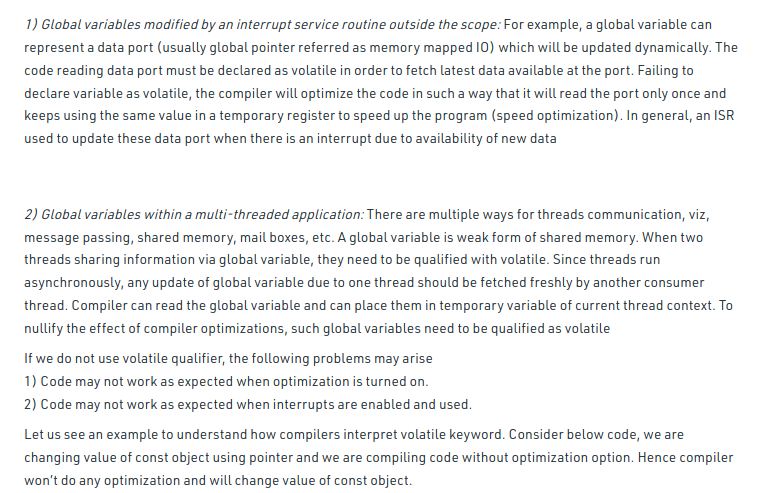 1) Global variables modified by an interrupt service routine outside the scope: For example, a global variable can
represent a data port (usually global pointer referred as memory mapped IO) which will be updated dynamically. The
code reading data port must be declared as volatile in order to fetch latest data available at the port. Failing to
declare variable as volatile, the compiler will optimize the code in such a way that it will read the port only once and
keeps using the same value in a temporary register to speed up the program (speed optimization). In general, an ISR
used to update these data port when there is an interrupt due to availability of new data
2) Global variables within a multi-threaded application: There are multiple ways for threads communication, viz,
message passing, shared memory, mail boxes, etc. A global variable is weak form of shared memory. When two
threads sharing information via global variable, they need to be qualified with volatile. Since threads run
asynchronously, any update of global variable due to one thread should be fetched freshly by another consumer
thread. Compiler can read the global variable and can place them in temporary variable of current thread context. To
nullify the effect of compiler optimizations, such global variables need to be qualified as volatile
If we do not use volatile qualifier, the following problems may arise
1) Code may not work as expected when optimization is turned on.
2) Code may not work as expected when interrupts are enabled and used.
Let us see an example to understand how compilers interpret volatile keyword. Consider below code, we are
changing value of const object using pointer and we are compiling code without optimization option. Hence compiler
won't do any optimization and will change value of const object.